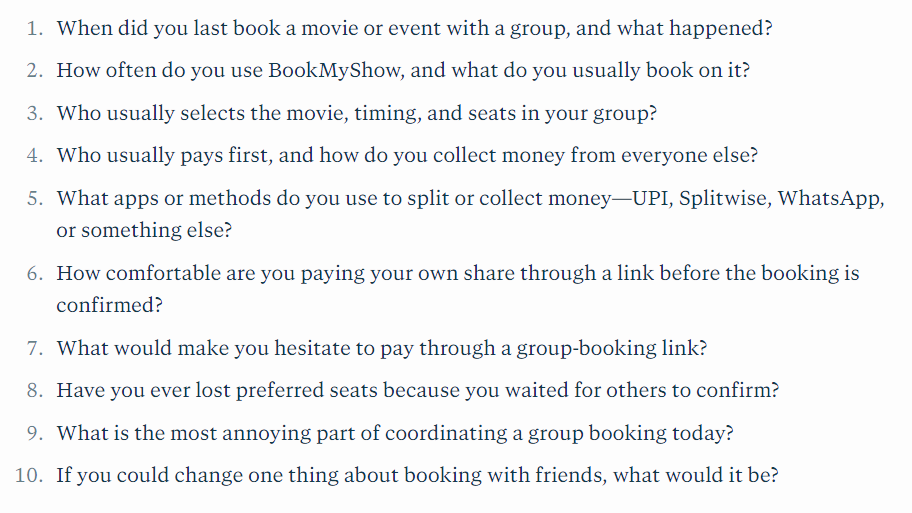 1. When did you last book a movie or event with a group, and what happened?
2. How often do you use BookMyShow, and what do you usually book on it?
3. Who usually selects the movie, timing, and seats in your group?
4. Who usually pays first, and how do you collect money from everyone else?
5. What apps or methods do you use to split or collect money—UPI, Splitwise, WhatsApp,
or something else?
6. How comfortable are you paying your own share through a link before the booking is
confirmed?
7. What would make you hesitate to pay through a group-booking link?
8. Have you ever lost preferred seats because you waited for others to confirm?
9. What is the most annoying part of coordinating a group booking today?
10. If you could change one thing about booking with friends, what would it be?